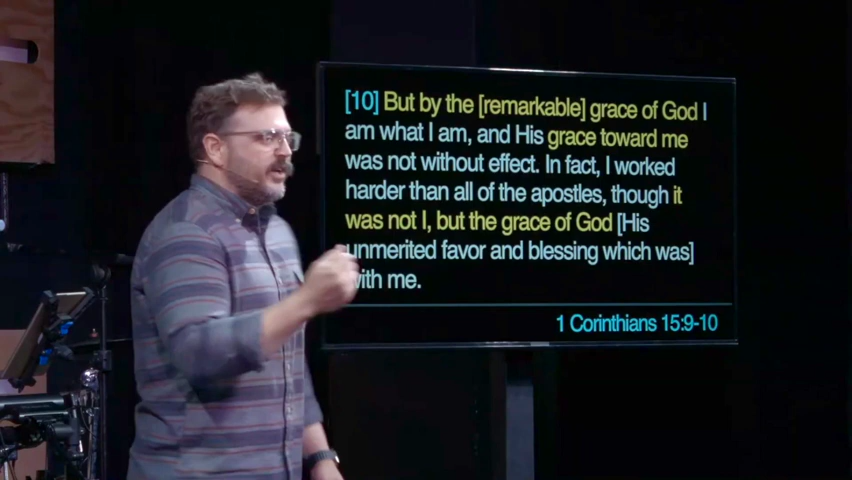 [10] But by the [remarkable] grace of God I
am what I am, and His grace toward me
was not without effect. In fact, I worked
harder than all of the apostles, though it
was not I, but the grace of God [His
unmerited favor and blessing which was]
with me.
1 Corinthians 15:9-10